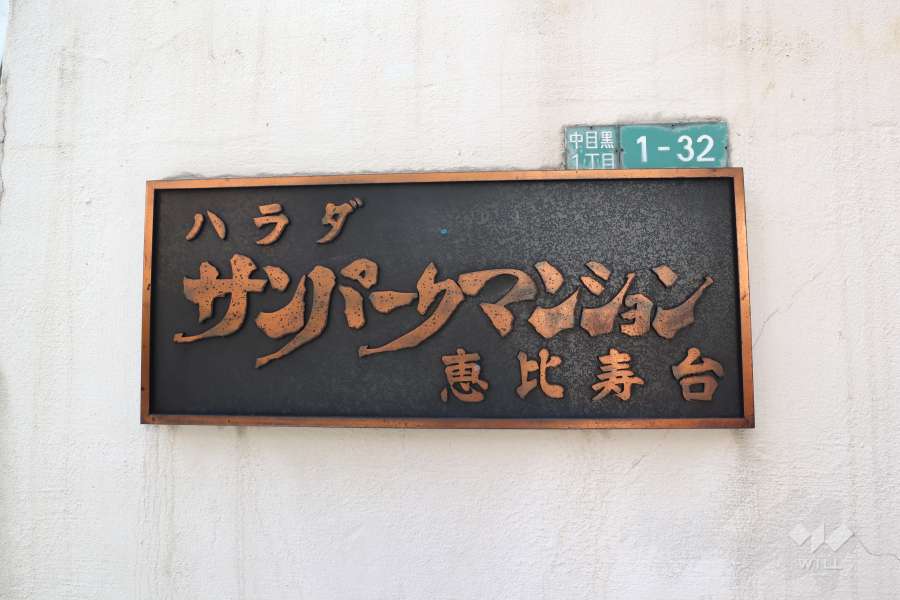 中目黒
1丁目
1-32
ハラダ
サンパークマンション
恵比寿台
WILL